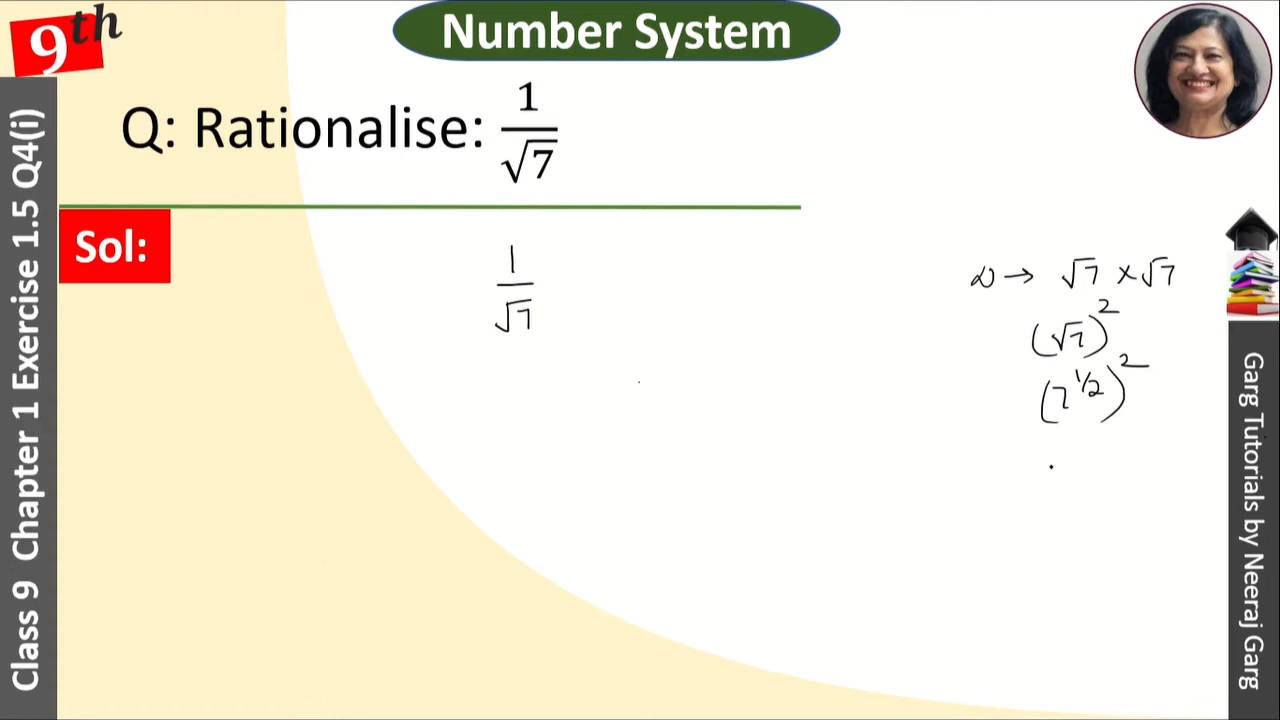 9th
Number System
Q: Rationalise: 1/√7
Sol:
1/√7
D → √7 × √7
(√7)²
(7^1/2)²
Class 9 Chapter 1 Exercise 1.5 Q4(i)
Garg Tutorials by Neeraj Garg